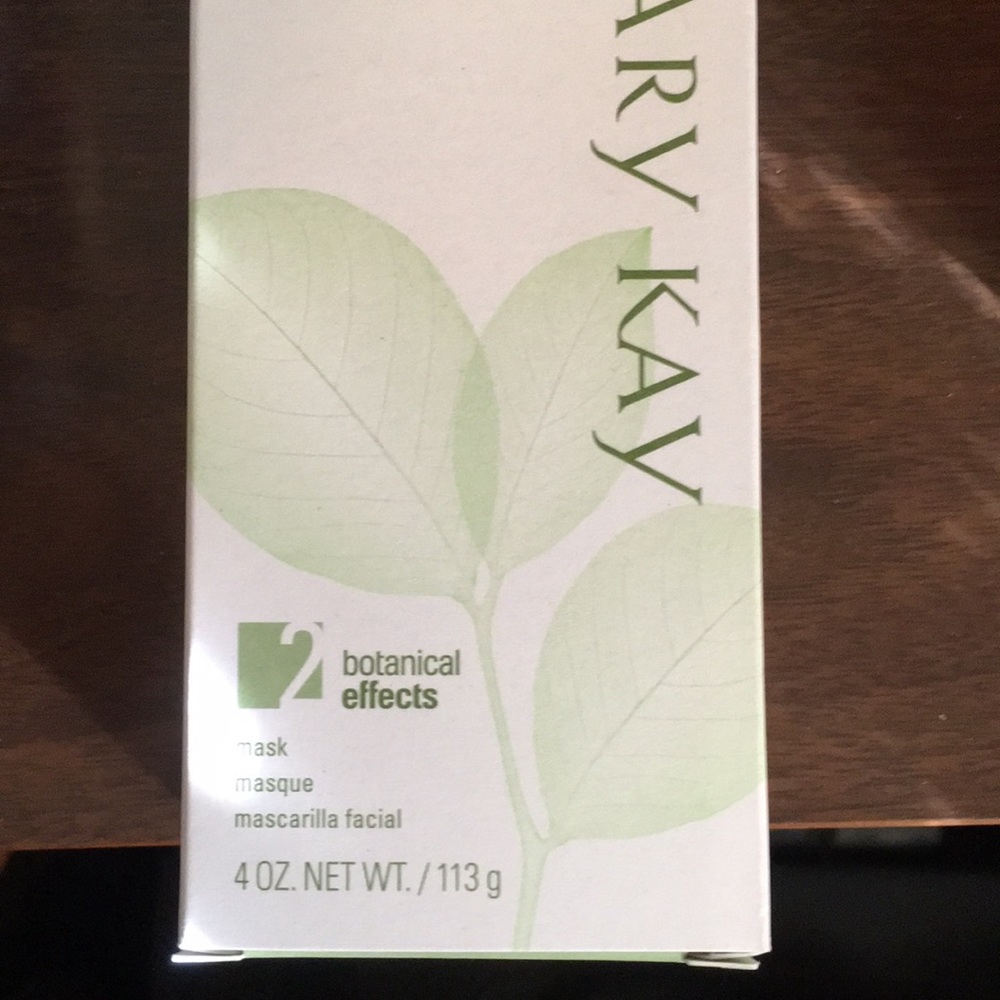 ARY KAY
2
botanical
effects
mask
masque
mascarilla facial
4 OZ. NET WT. / 113 g